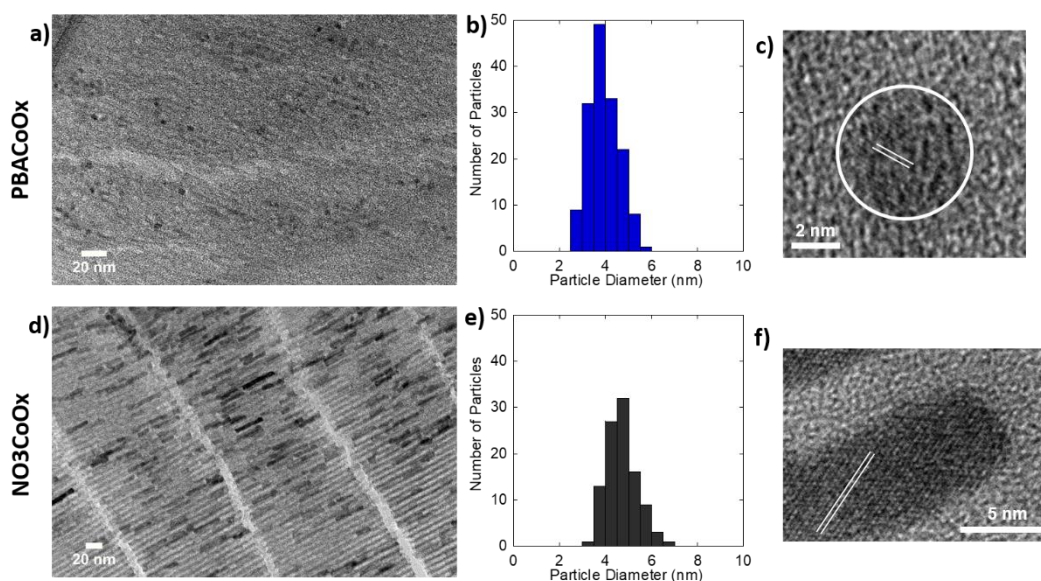 PBACoOx
a)
20 nm
b)
50
40
30
20
10
0
Number of Particles
0 2 4 6 8 10
Particle Diameter (nm)
c)
2 nm
NO3CoOx
d)
20 nm
e)
50
40
30
20
10
0
Number of Particles
0 2 4 6 8 10
Particle Diameter (nm)
f)
5 nm